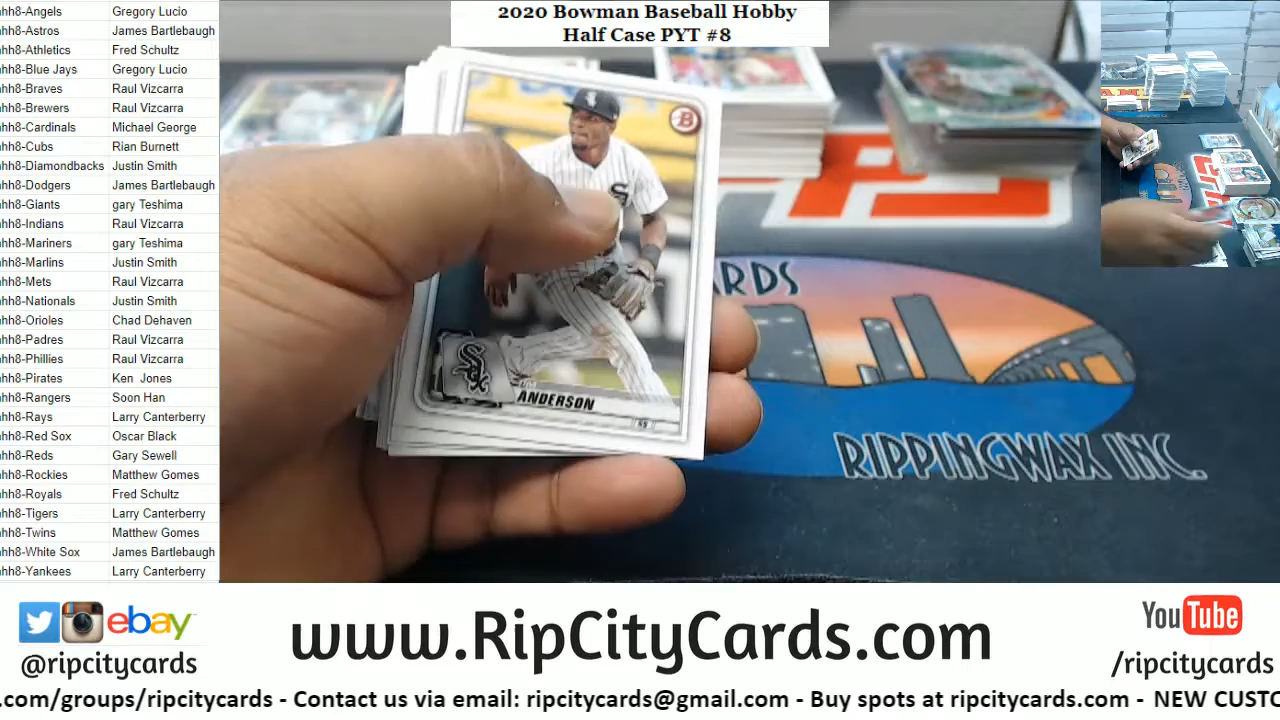 2020 Bowman Baseball Hobby
Half Case PYT #8
hh8-Angels Gregory Lucio
hh8-Astros James Bartlebaugh
hh8-Athletics Fred Schultz
hh8-Blue Jays Gregory Lucio
hh8-Braves Raul Vizcarra
hh8-Brewers Raul Vizcarra
hh8-Cardinals Michael George
hh8-Cubs Rian Burnett
hh8-Diamondbacks Justin Smith
hh8-Dodgers James Bartlebaugh
hh8-Giants gary Teshima
hh8-Indians Raul Vizcarra
hh8-Mariners gary Teshima
hh8-Marlins Justin Smith
hh8-Mets Raul Vizcarra
hh8-Nationals Justin Smith
hh8-Orioles Chad Dehaven
hh8-Padres Raul Vizcarra
hh8-Phillies Raul Vizcarra
hh8-Pirates Ken Jones
hh8-Rangers Soon Han
hh8-Rays Larry Canterberry
hh8-Red Sox Oscar Black
hh8-Reds Gary Sewell
hh8-Rockies Matthew Gomes
hh8-Royals Fred Schultz
hh8-Tigers Larry Canterberry
hh8-Twins Matthew Gomes
hh8-White Sox James Bartlebaugh
hh8-Yankees Larry Canterberry
B
Sox
ANDERSON
ARDS
RIPPINGWAX INC.
ebay
@ripcitycards
www.RipCityCards.com
YouTube
/ripcitycards
.com/groups/ripcitycards - Contact us via email: ripcitycards@gmail.com - Buy spots at ripcitycards.com - NEW CUSTO